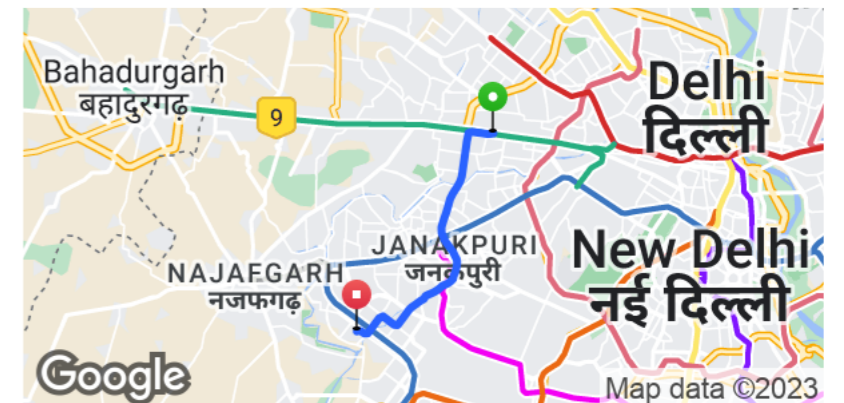 Bahadurgarh
बहादुरगढ़
9
Delhi
दिल्ली
JANAKPURI
जनकपुरी
New Delhi
नई दिल्ली
NAJAFGARH
नजफगढ़
Google
Map data ©2023